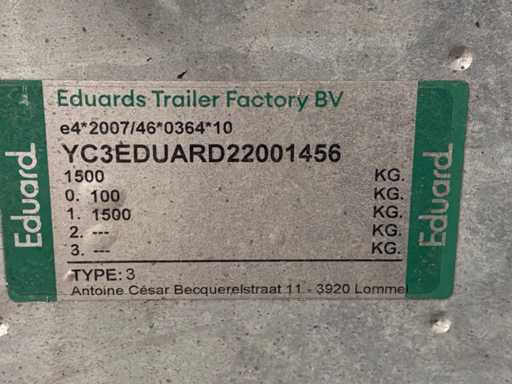 Eduards Trailer Factory BV
e4*2007/46*0364*10
YC3EDUARD22001456
1500 KG.
0. 100 KG.
1. 1500 KG.
2. --- KG.
3. --- KG.
TYPE: 3
Antoine César Becquerelstraat 11 - 3920 Lommel
Eduard
Eduard